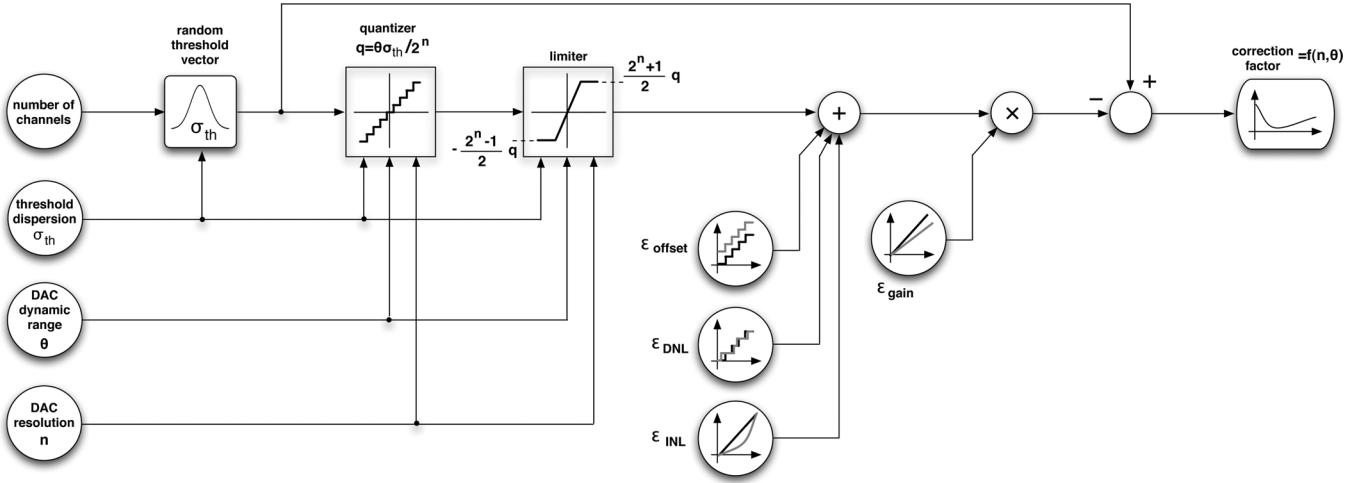 random
threshold
vector
quantizer
q=θσth/2ⁿ
limiter
2ⁿ+1
2
q
- 2ⁿ-1
2
q
correction
factor
=f(n,θ)
number of
channels
σth
+
×
−
+
threshold
dispersion
σth
ε offset
ε gain
DAC
dynamic
range
θ
ε DNL
DAC
resolution
n
ε INL